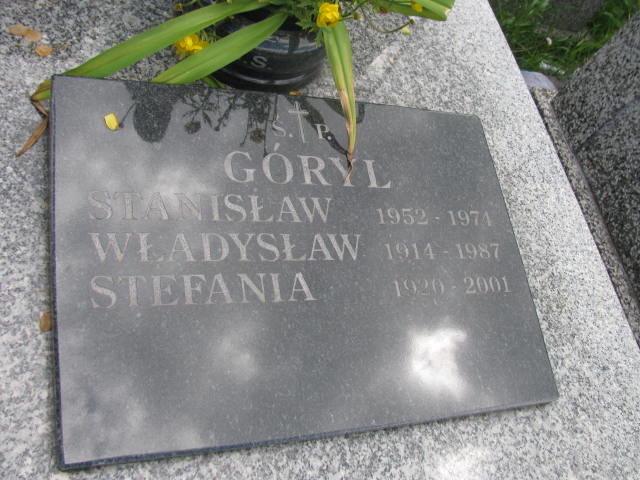 Ś. † P.
GÓRYL
STANISŁAW 1952 - 1974
WŁADYSŁAW 1914 - 1987
STEFANIA 1920 - 2001